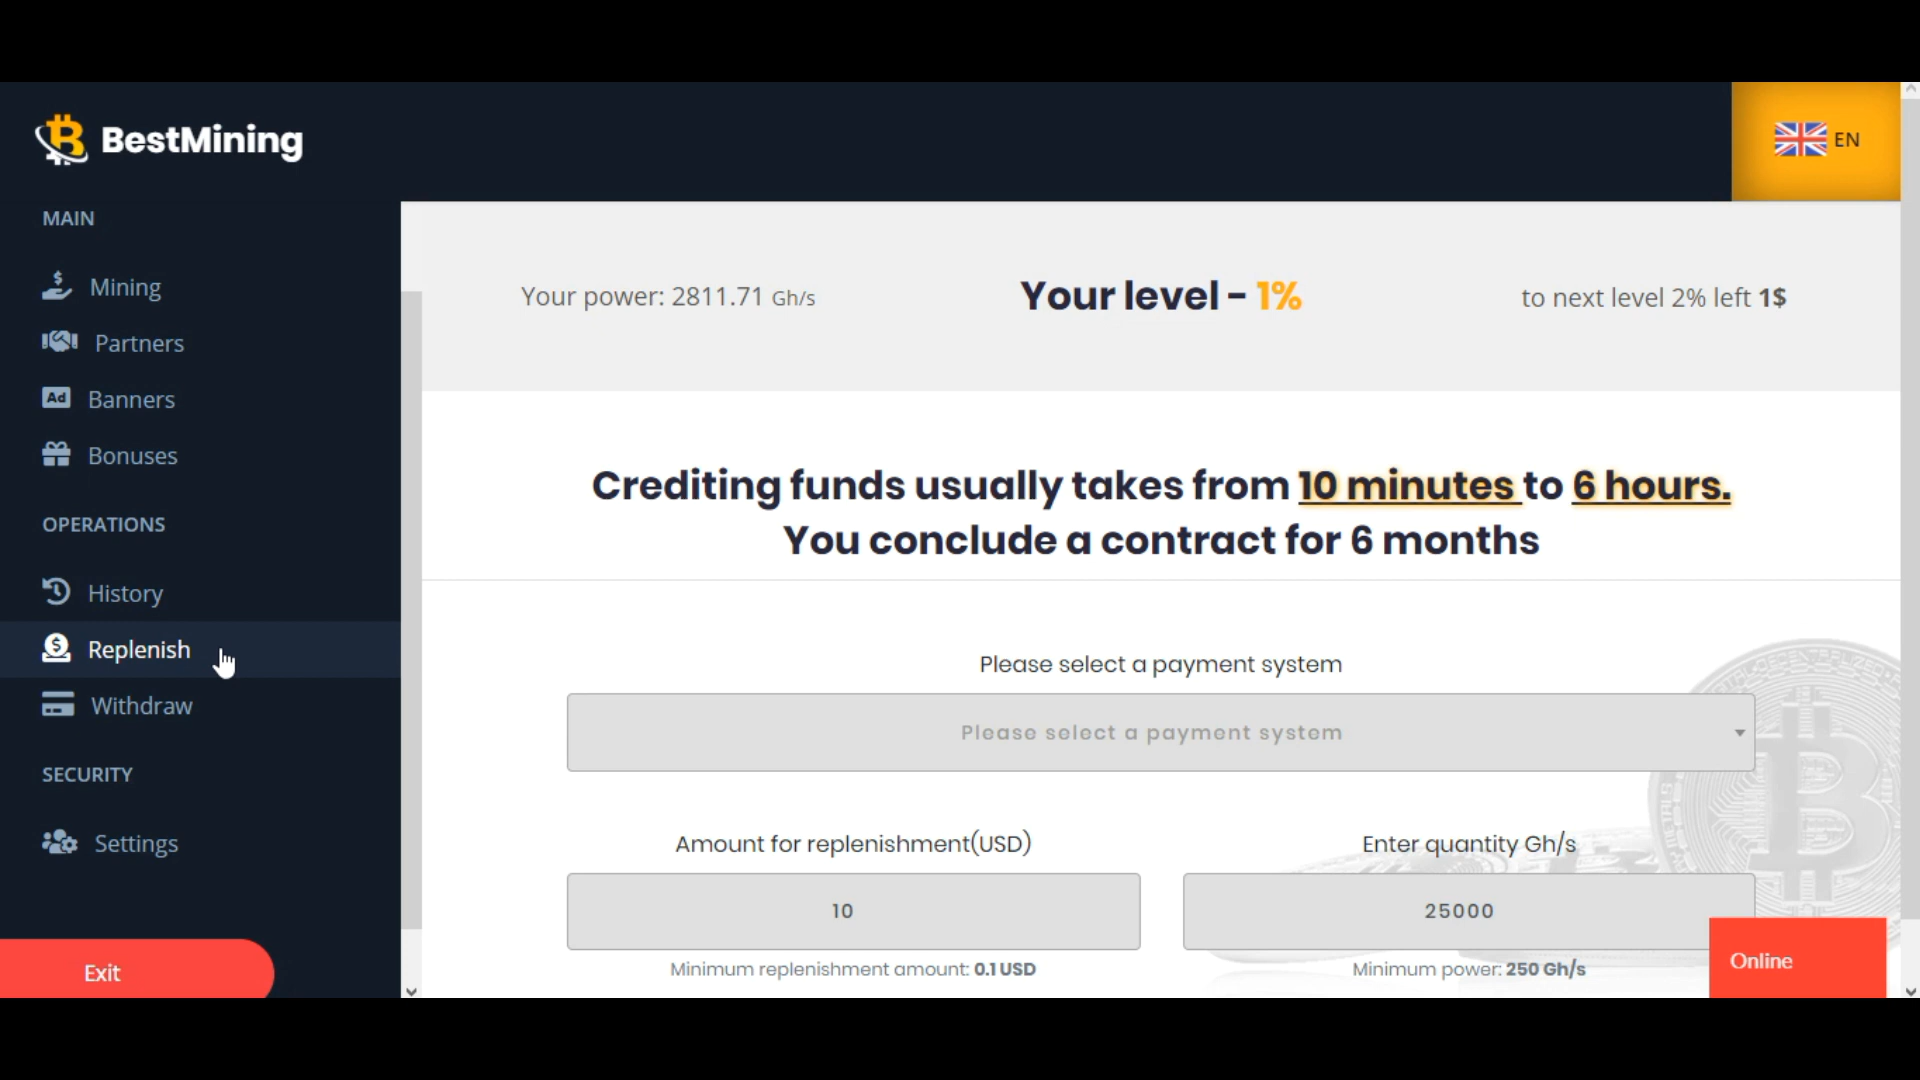 BestMining
EN
MAIN
Mining
Partners
Ad
Banners
Bonuses
OPERATIONS
History
Replenish
Withdraw
SECURITY
Settings
Exit
Your power: 2811.71 Gh/s
Your level - 1%
to next level 2% left 1$
Crediting funds usually takes from 10 minutes to 6 hours.
You conclude a contract for 6 months
Please select a payment system
Please select a payment system
Amount for replenishment(USD)
Enter quantity Gh/s
10
25000
Minimum replenishment amount: 0.1 USD
Minimum power: 250 Gh/s
Online